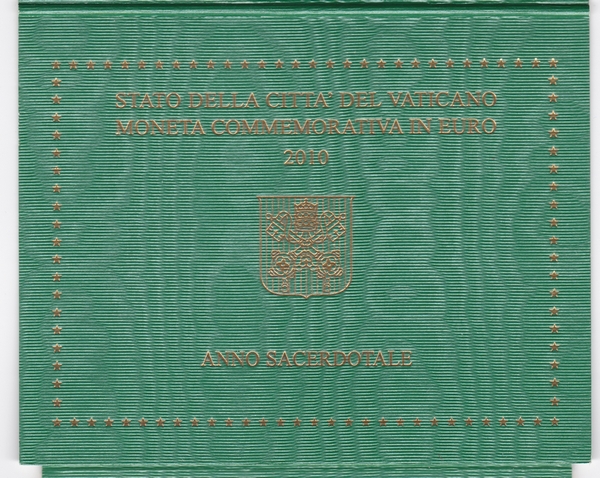 STATO DELLA CITTA' DEL VATICANO
MONETA COMMEMORATIVA IN EURO
2010
ANNO SACERDOTALE